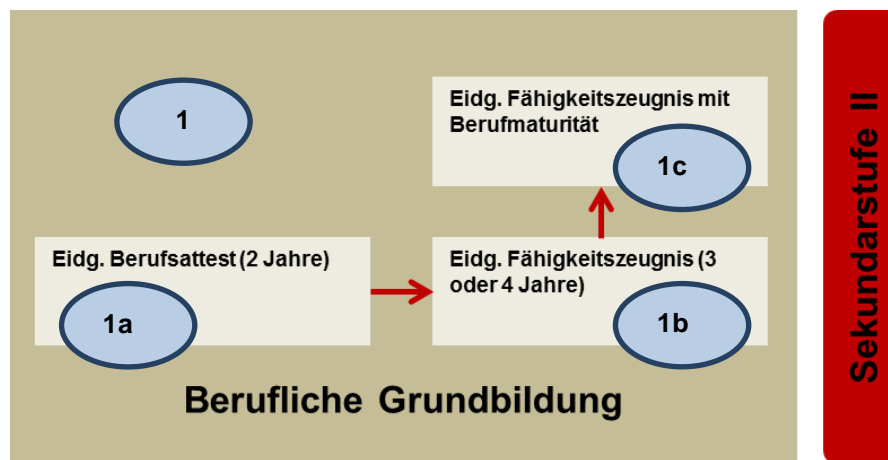 1
Eidg. Fähigkeitszeugnis mit
Berufmaturität
1c
Eidg. Berufsattest (2 Jahre)
1a
Eidg. Fähigkeitszeugnis (3
oder 4 Jahre)
1b
Berufliche Grundbildung
Sekundarstufe II